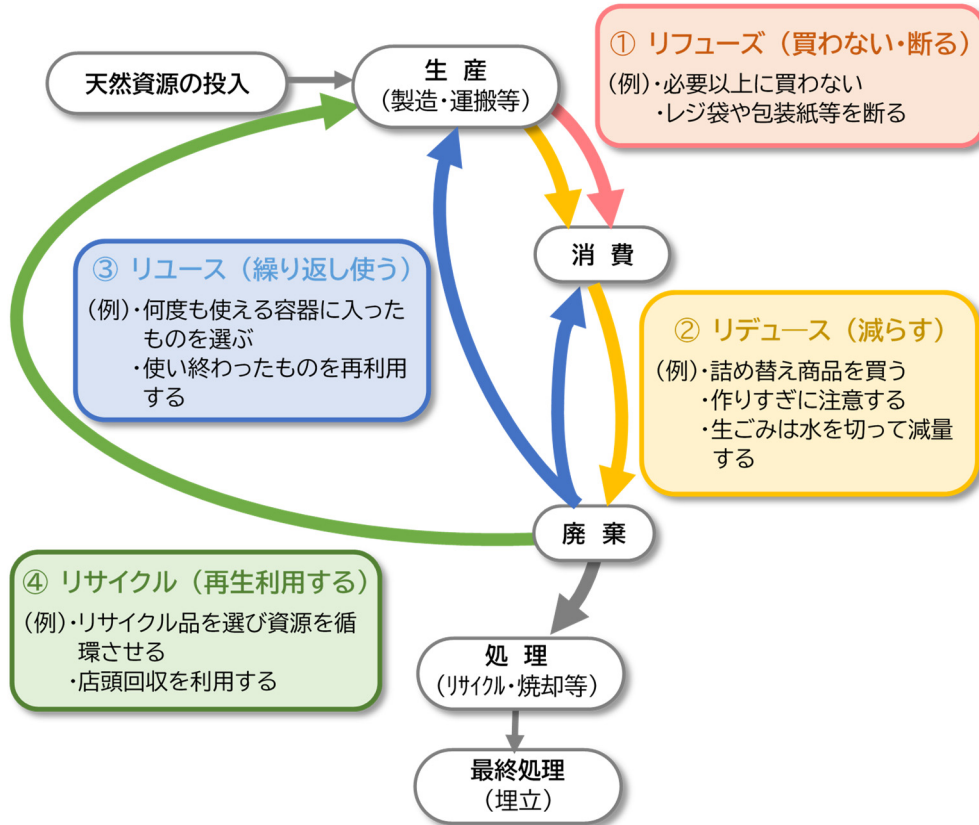 ① リフューズ（買わない・断る）
（例）・必要以上に買わない
・レジ袋や包装紙等を断る
天然資源の投入
生 産
（製造・運搬等）
消 費
③ リユース（繰り返し使う）
（例）・何度も使える容器に入った
ものを選ぶ
・使い終わったものを再利用
する
② リデュース（減らす）
（例）・詰め替え商品を買う
・作りすぎに注意する
・生ごみは水を切って減量
する
廃 棄
④ リサイクル（再生利用する）
（例）・リサイクル品を選び資源を循
環させる
・店頭回収を利用する
処 理
（ﾘｻｲｸﾙ・焼却等）
最終処理
（埋立）